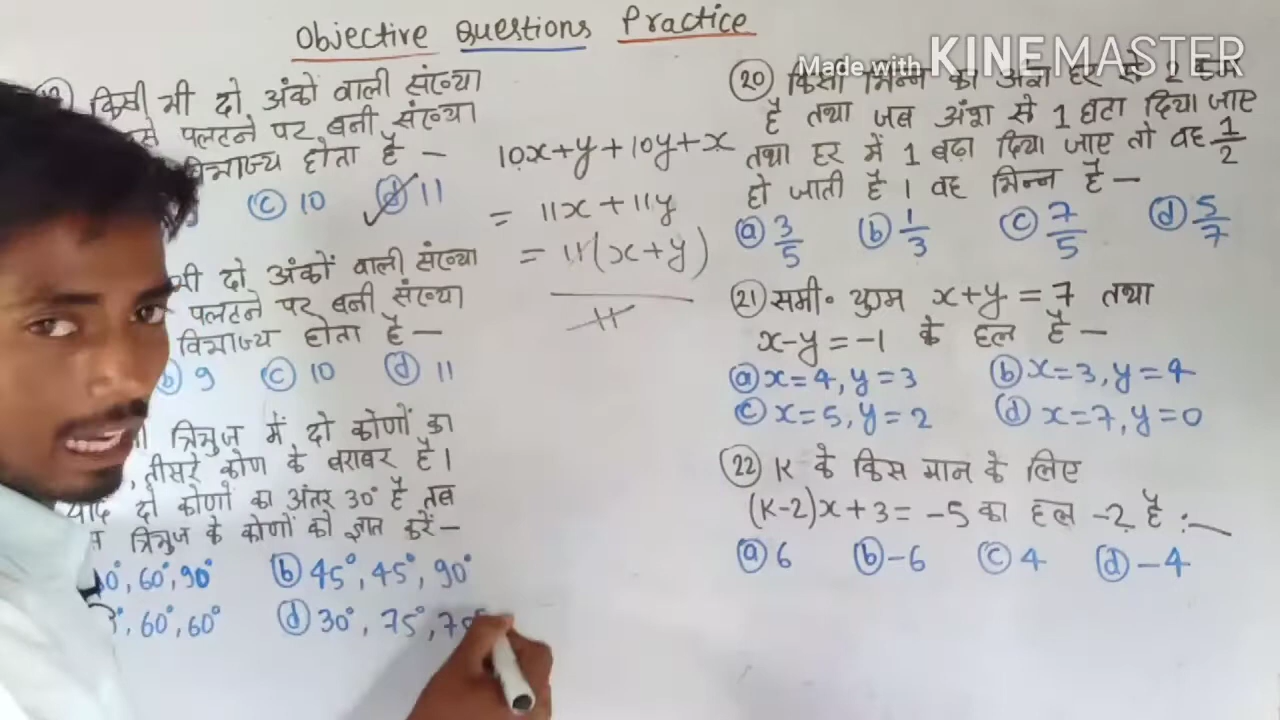 Objective Questions Practice
Made with KINEMASTER
किसी भी दो अंकों वाली संख्या
पलटने पर बनी संख्या
विभाज्य होता है –
(c) 10 (d) 11
10x+y+10y+x
= 11x+11y
= 11(x+y)
11
भी दो अंकों वाली संख्या
पलटने पर बनी संख्या
विभाज्य होता है –
(b) 9 (c) 10 (d) 11
त्रिभुज में दो कोणों का
तीसरे कोण के बराबर है।
यदि दो कोणों का अंतर 30° है तब
त्रिभुज के कोणों को ज्ञात करें–
60°, 90° (b) 45°, 45°, 90°
60°, 60° (d) 30°, 75°,
(20) किसी भिन्न का अंश हर से 2 कम
है तथा जब अंश से 1 घटा दिया जाए
तथा हर में 1 बढ़ा दिया जाए तो वह 1/2
हो जाती है। वह भिन्न है –
(a) 3/5 (b) 1/3 (c) 7/5 (d) 5/7
(21) समी॰ युग्म x+y = 7 तथा
x-y = -1 के हल है –
(a) x=4, y=3 (b) x=3, y=4
(c) x=5, y=2 (d) x=7, y=0
(22) K के किस मान के लिए
(K-2)x+3 = -5 का हल -2 है :–
(a) 6 (b) -6 (c) 4 (d) -4